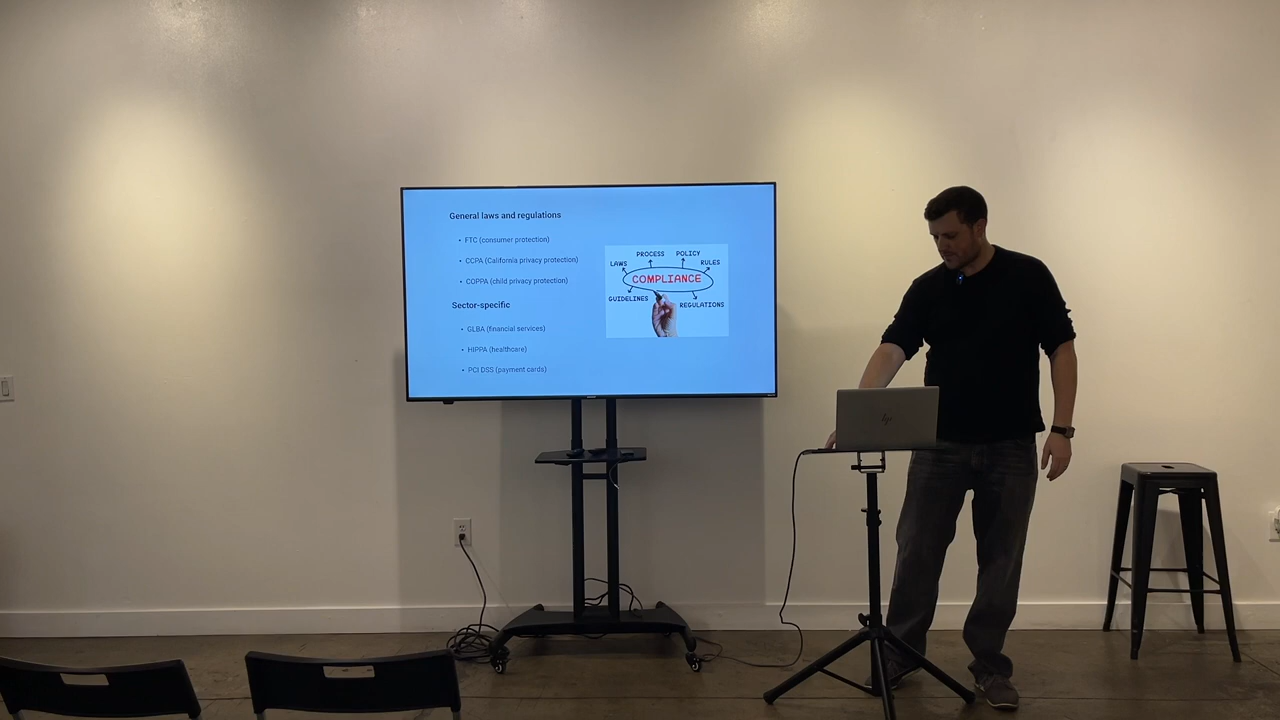 General laws and regulations
• FTC (consumer protection)
• CCPA (California privacy protection)
• COPPA (child privacy protection)
Sector-specific
• GLBA (financial services)
• HIPPA (healthcare)
• PCI DSS (payment cards)
PROCESS POLICY
LAWS RULES
COMPLIANCE
GUIDELINES REGULATIONS
hp